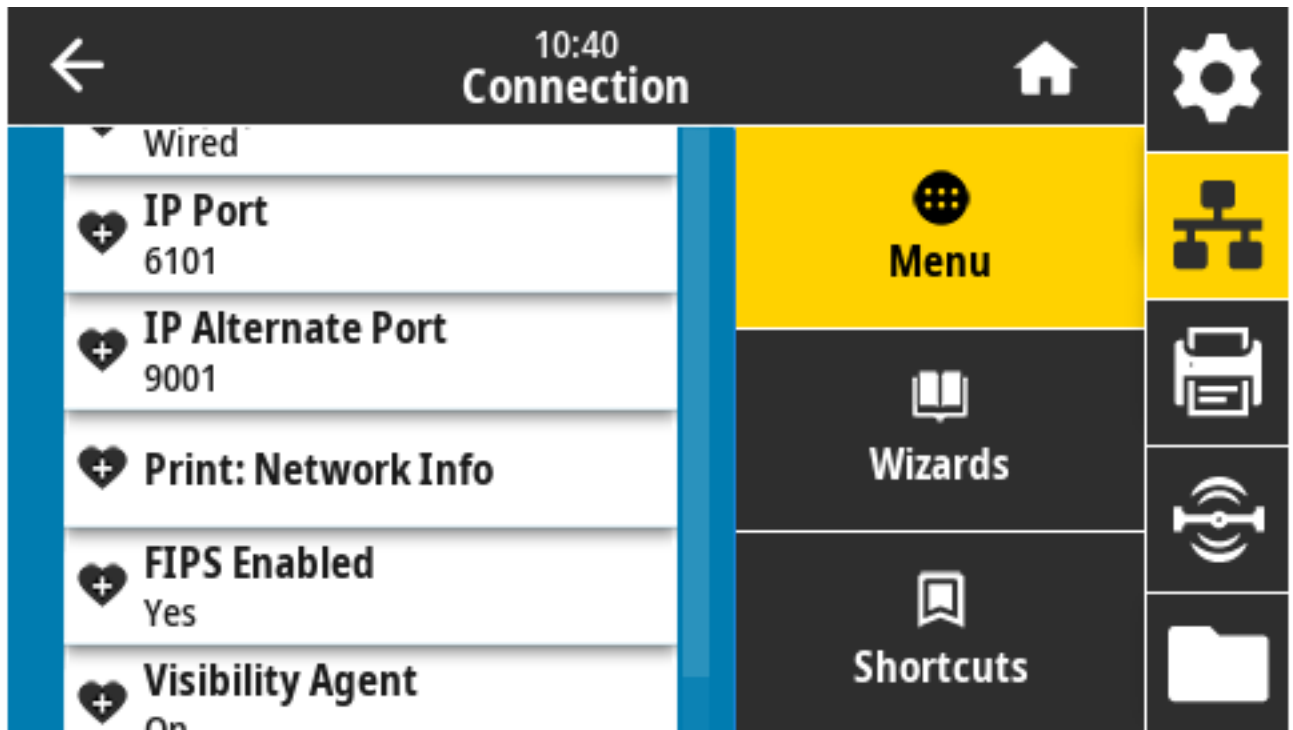 10:40
Connection
Wired
IP Port
6101
IP Alternate Port
9001
Print: Network Info
FIPS Enabled
Yes
Visibility Agent
On
Menu
Wizards
Shortcuts